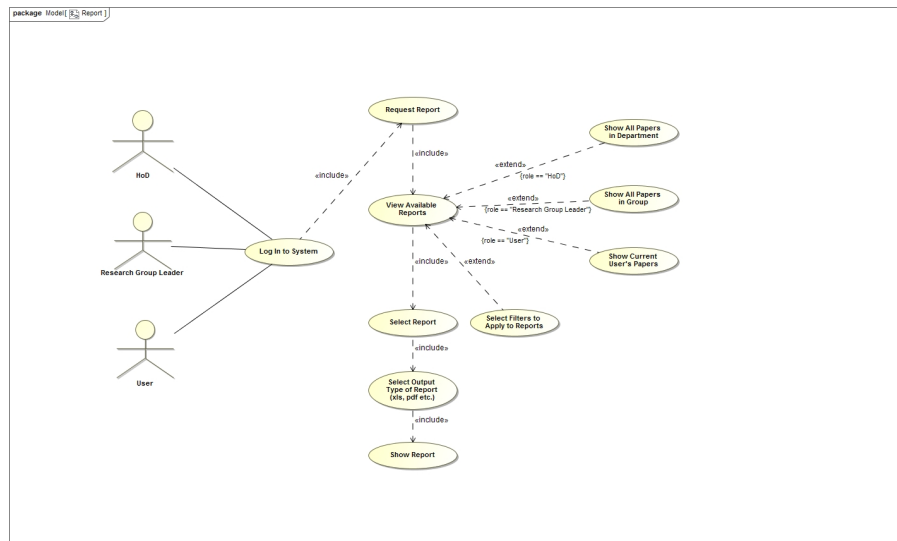 package Model[ Report ]
Request Report
Show All Papers
in Department
«extend»
{role == "HoD"}
«include»
«include»
HoD
Show All Papers
in Group
«extend»
{role == "Research Group Leader"}
View Available
Reports
«extend»
{role == "User"}
Log In to System
Research Group Leader
Show Current
User's Papers
«include»
«extend»
Select Report
Select Filters to
Apply to Reports
«include»
User
Select Output
Type of Report
(xls, pdf etc.)
«include»
Show Report